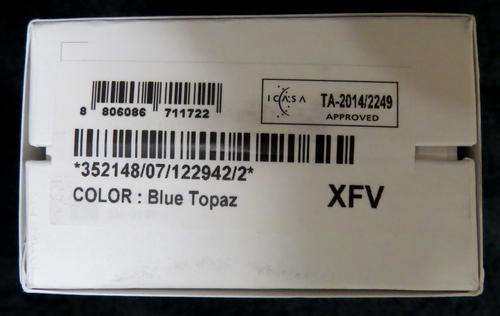 8 806086 711722
ICASA TA-2014/2249
APPROVED
*352148/07/122942/2*
COLOR : Blue Topaz
XFV